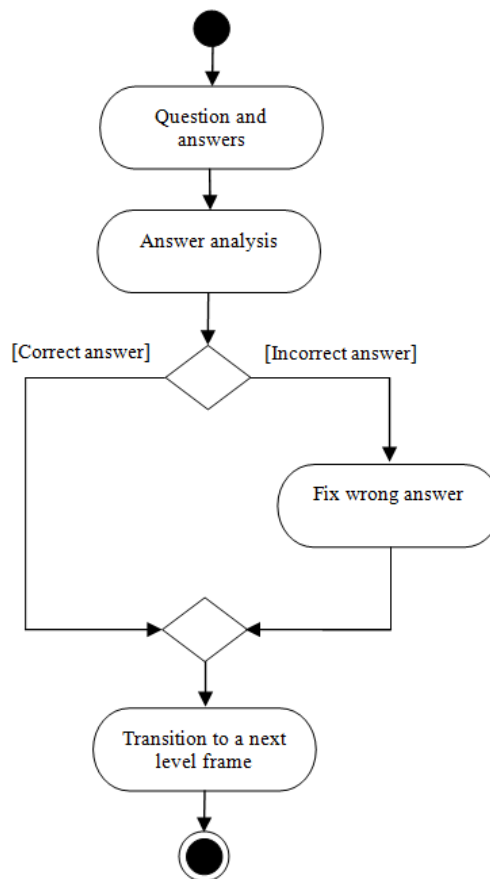 Question and
answers
Answer analysis
[Correct answer]
[Incorrect answer]
Fix wrong answer
Transition to a next
level frame